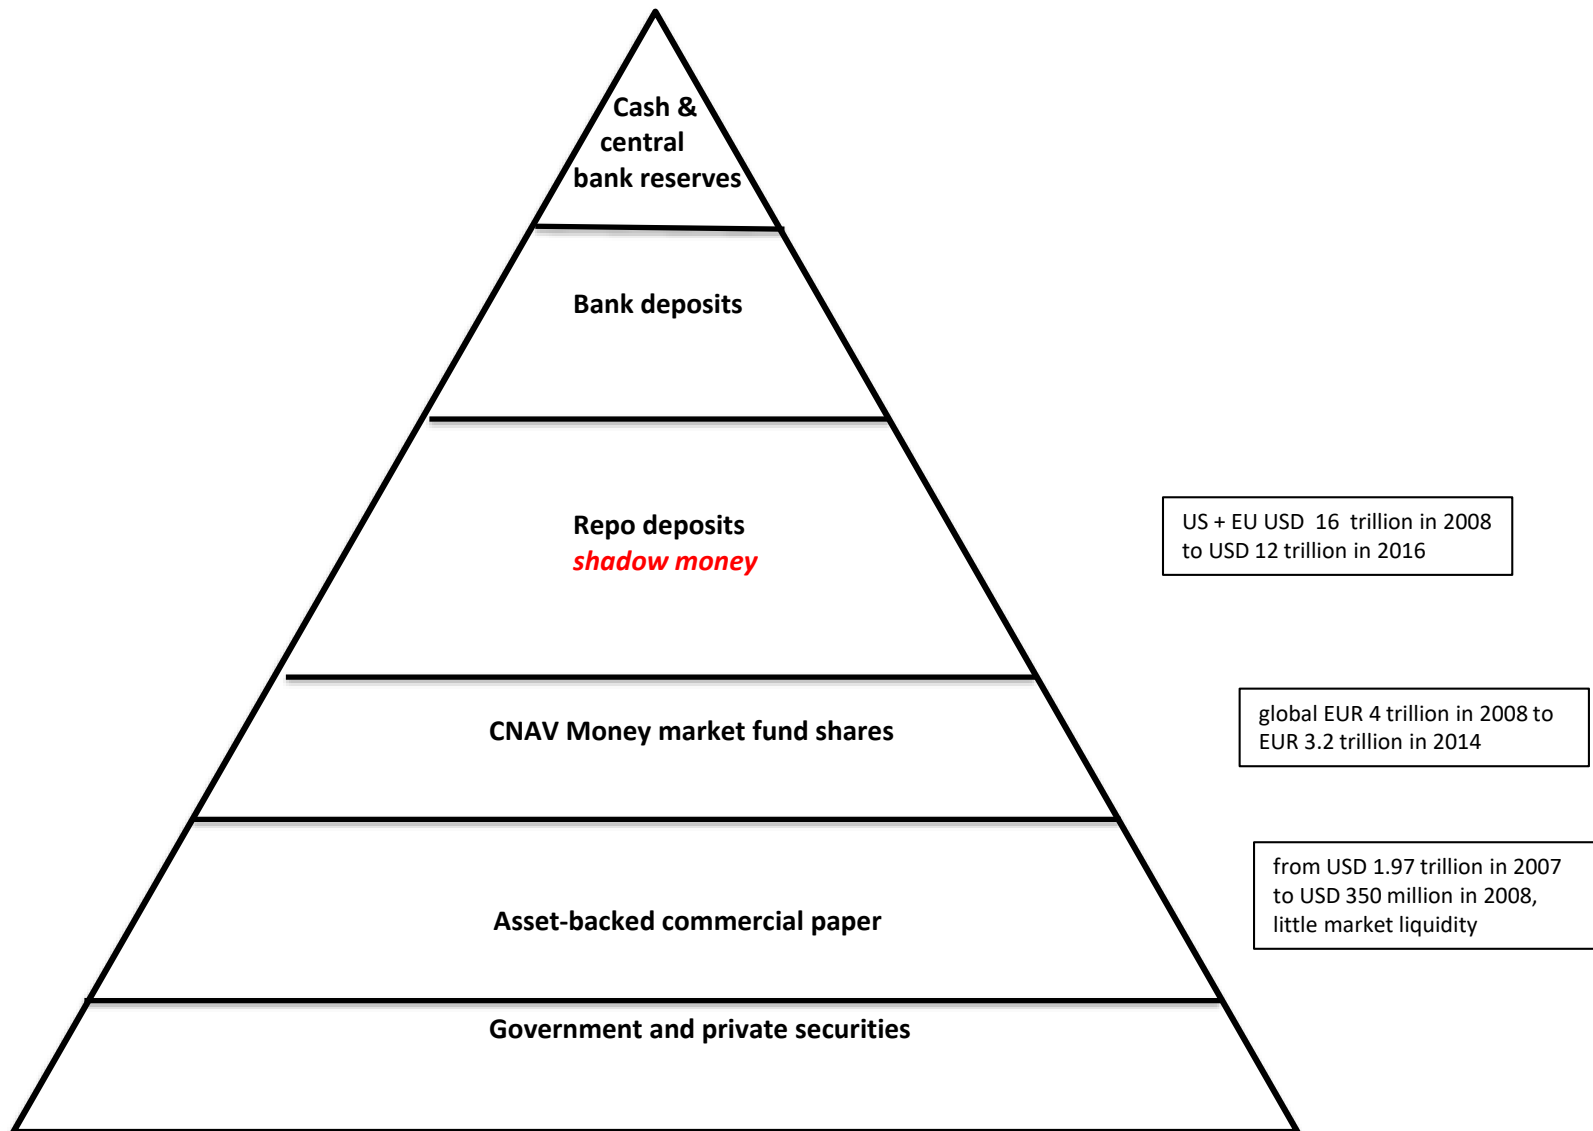 Cash &
central
bank reserves
Bank deposits
Repo deposits
shadow money
US + EU USD  16  trillion in 2008
to USD 12 trillion in 2016
CNAV Money market fund shares
global EUR 4 trillion in 2008 to
EUR 3.2 trillion in 2014
Asset-backed commercial paper
from USD 1.97 trillion in 2007
to USD 350 million in 2008,
little market liquidity
Government and private securities